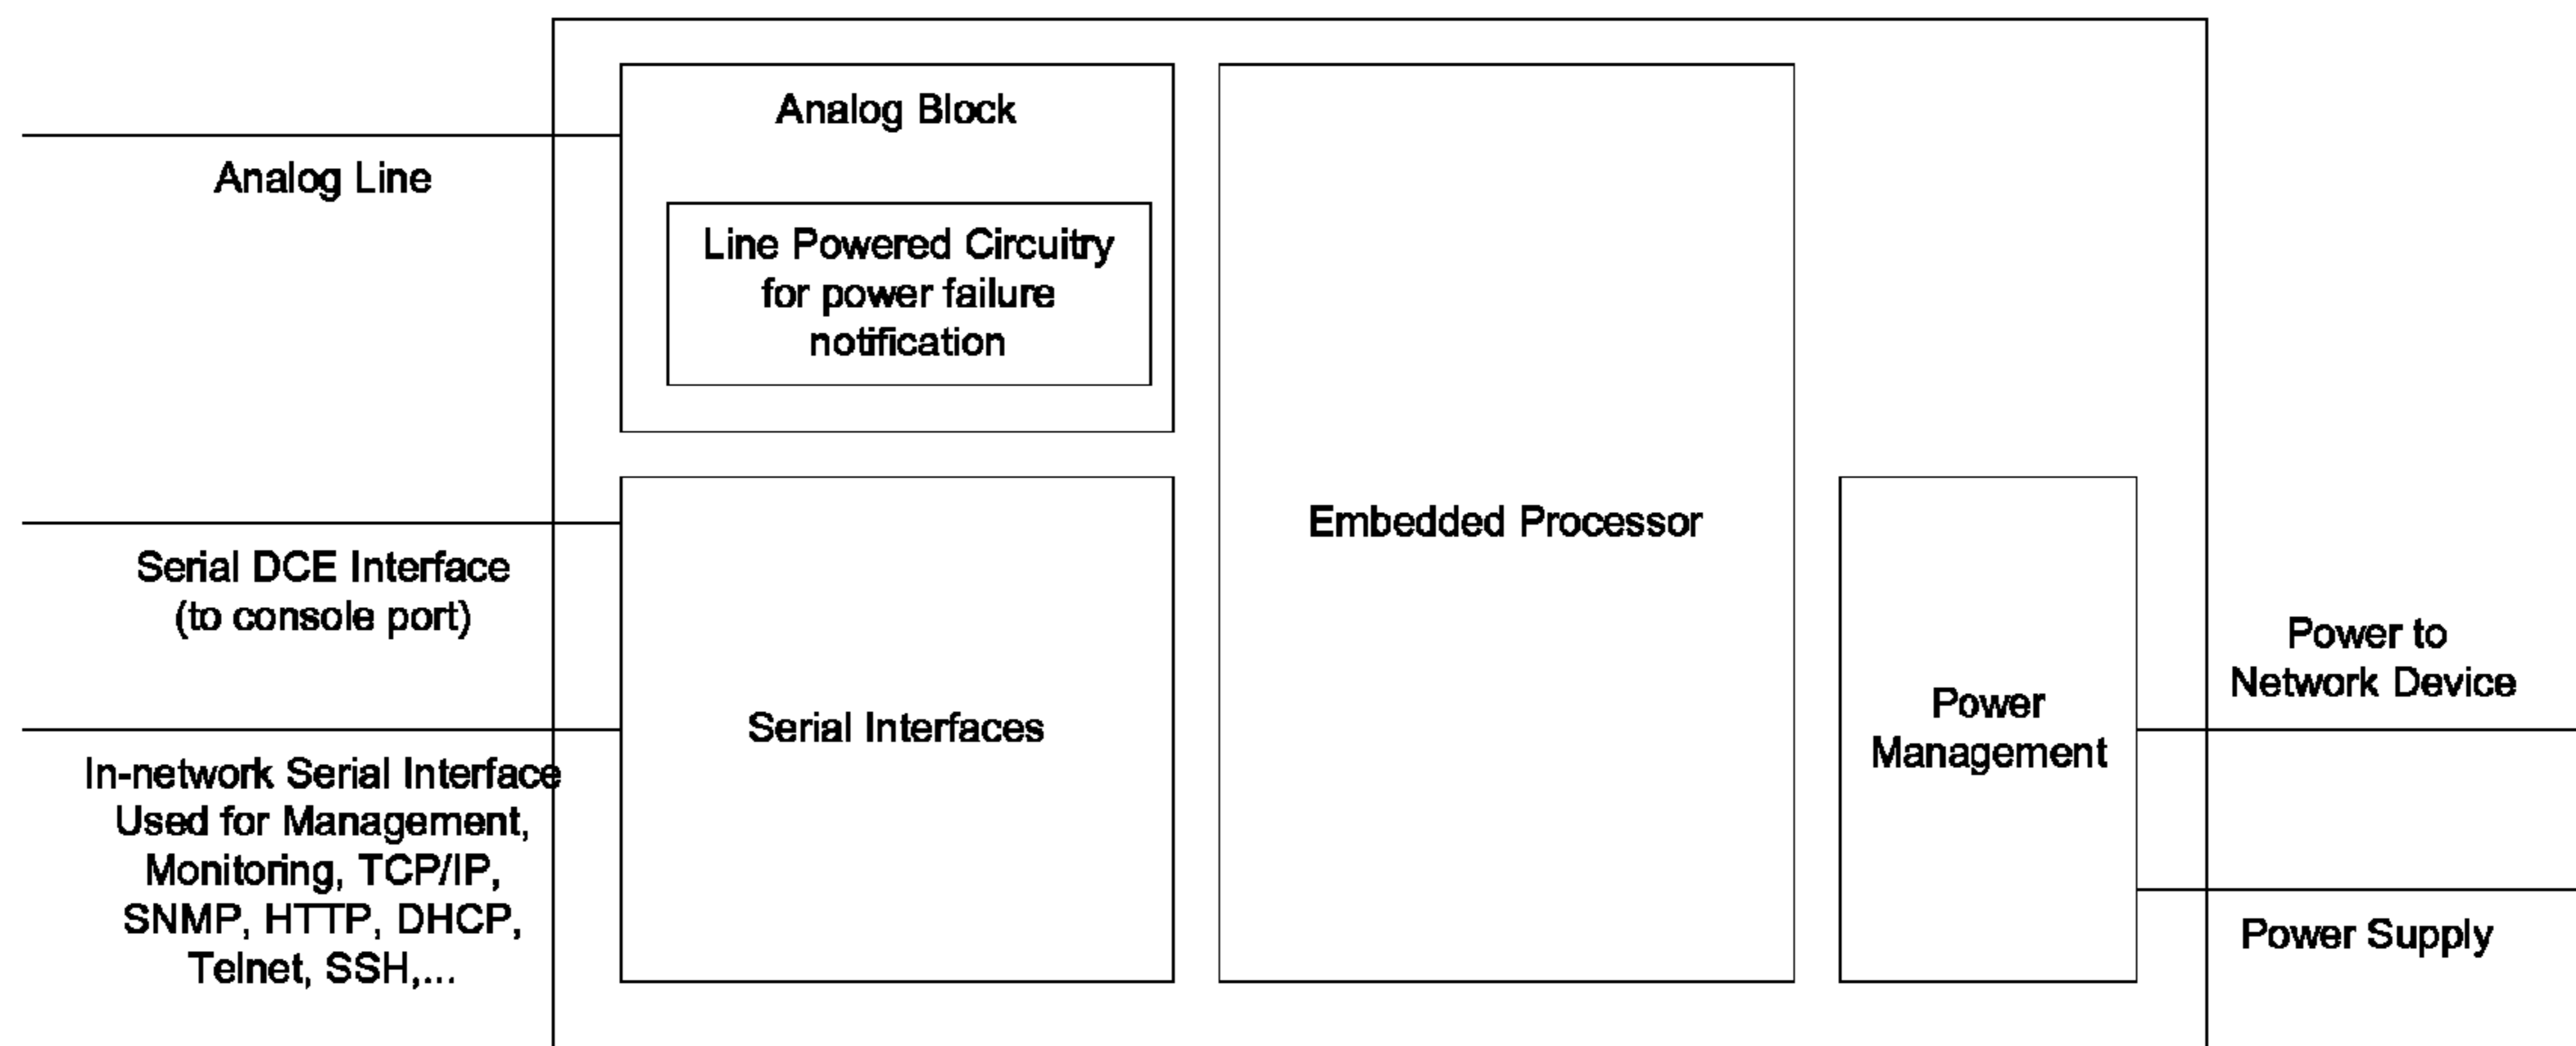 Analog Block
Analog Line
Line Powered Circuitry
for power failure
notification
Embedded Processor
Serial DCE Interface
(to console port)
Serial Interfaces
In-network Serial Interface
Used for Management,
Monitoring, TCP/IP,
SNMP, HTTP, DHCP,
Telnet, SSH,...
Power
Management
Power to
Network Device
Power Supply